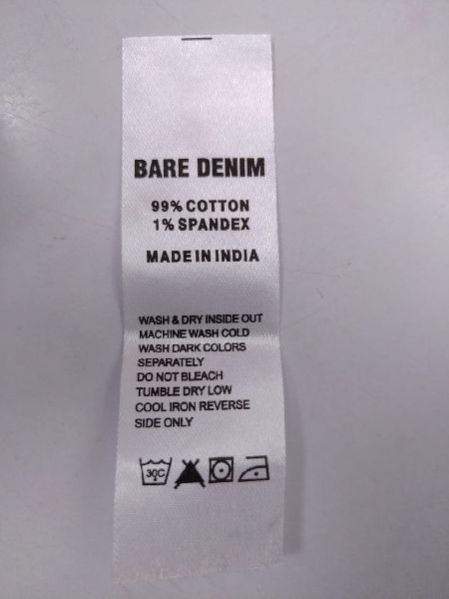 BARE DENIM
99% COTTON
1% SPANDEX
MADE IN INDIA
WASH & DRY INSIDE OUT
MACHINE WASH COLD
WASH DARK COLORS
SEPARATELY
DO NOT BLEACH
TUMBLE DRY LOW
COOL IRON REVERSE
SIDE ONLY
30C